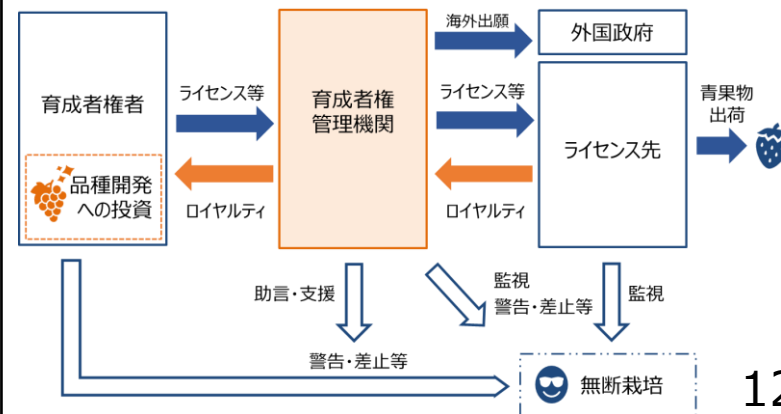 海外出願
外国政府
育成者権者
ライセンス等
育成者権
管理機関
ライセンス等
ライセンス先
青果物
出荷
品種開発
への投資
ロイヤルティ
ロイヤルティ
助言・支援
監視
警告・差止等
監視
警告・差止等
無断栽培
12